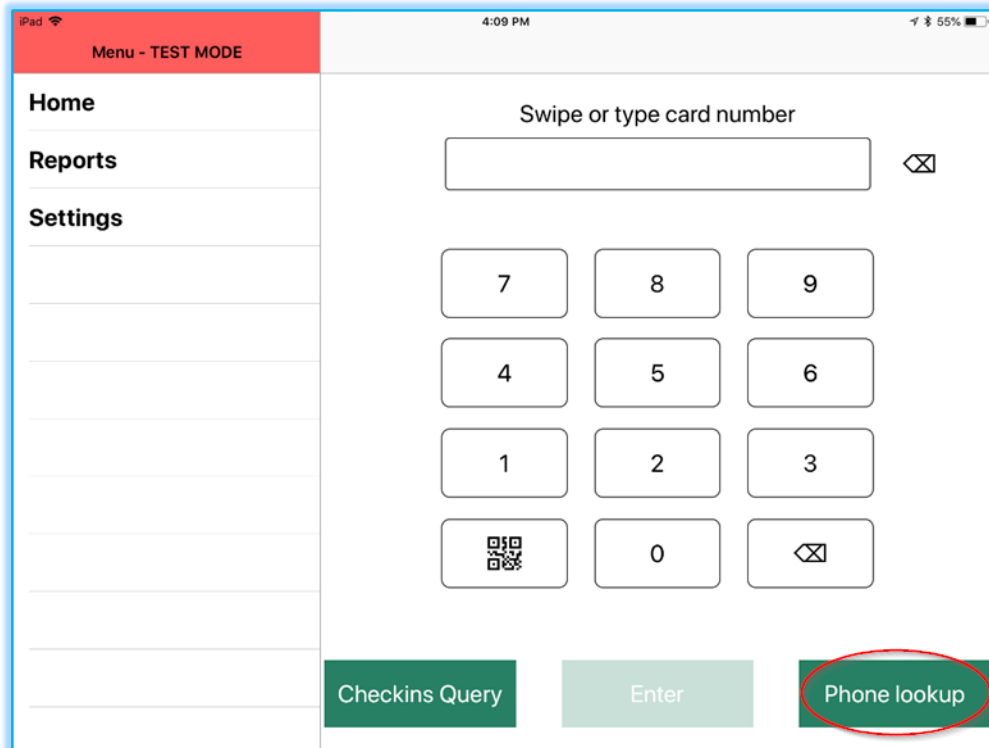 iPad 4:09 PM 55%
Menu - TEST MODE
Home
Reports
Settings
Swipe or type card number
7 8 9
4 5 6
1 2 3
0
Checkins Query Enter Phone lookup